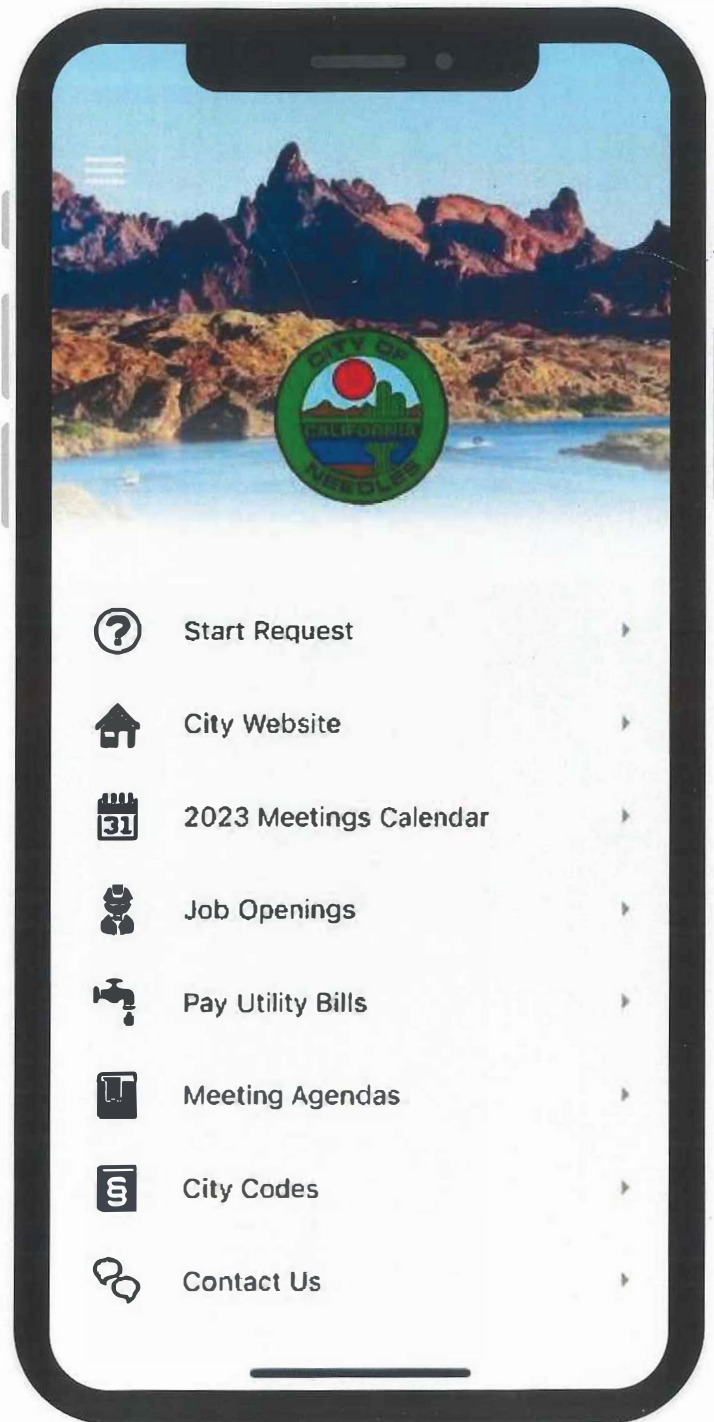 CITY OF
CALIFORNIA
NEEDLES
Start Request
City Website
31
2023 Meetings Calendar
Job Openings
Pay Utility Bills
Meeting Agendas
§
City Codes
Contact Us